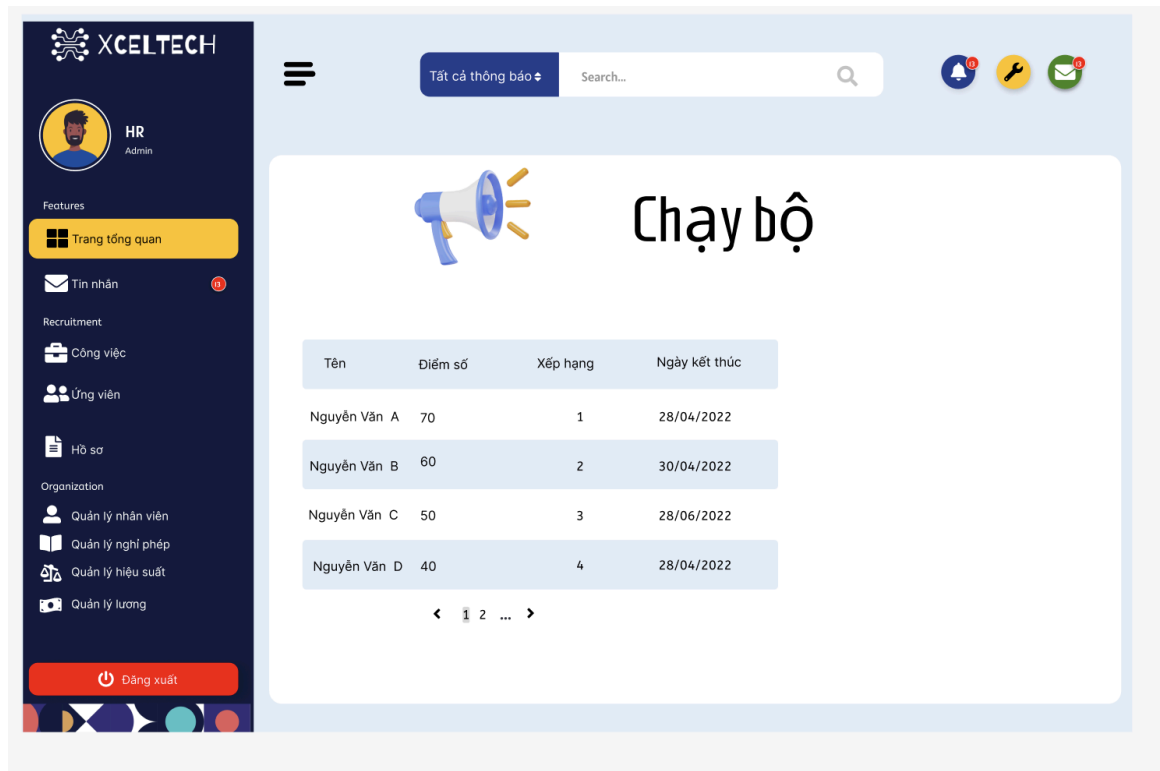 XCELTECH
HR
Admin
Features
Trang tổng quan
Tin nhắn 13
Recruitment
Công việc
Ứng viên
Hồ sơ
Organization
Quản lý nhân viên
Quản lý nghỉ phép
Quản lý hiệu suất
Quản lý lương
Đăng xuất
Tất cả thông báo Search...
13 13
Chạy bộ
Tên Điểm số Xếp hạng Ngày kết thúc
Nguyễn Văn A 70 1 28/04/2022
Nguyễn Văn B 60 2 30/04/2022
Nguyễn Văn C 50 3 28/06/2022
Nguyễn Văn D 40 4 28/04/2022
1 2 ...